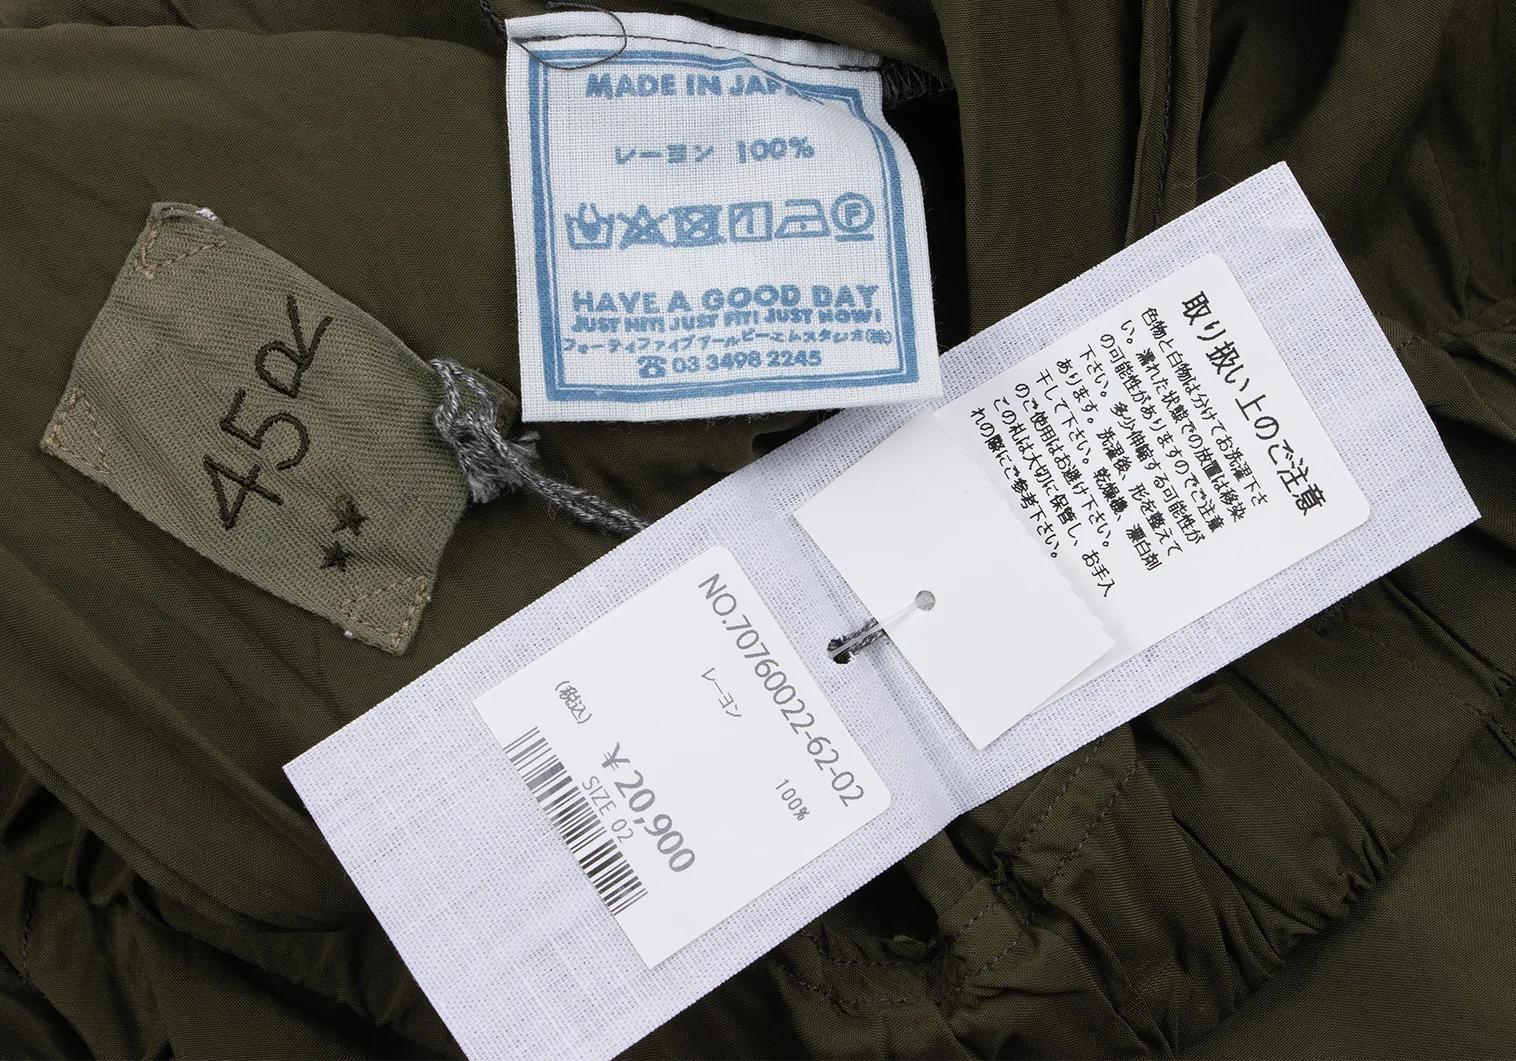 45R
MADE IN JAPAN
レーヨン 100%
F
HAVE A GOOD DAY
JUST HIT! JUST FIT! JUST NOW!
フォーティファイブアールピーエムスタジオ(株)
☎ 03 3498 2245
取り扱い上のご注意
色物と白物は分けてお洗濯下さ
い。濡れた状態での放置は移染
の可能性がありますのでご注意
下さい。多少伸縮する可能性が
あります。洗濯後、形を整えて
干して下さい。乾燥機、漂白剤
のご使用はお避け下さい。
この札は大切に保管し、お手入
れの際にご参考下さい。
NO.70760022-62-02
レーヨン 100%
(税込) ¥20,900
SIZE 02